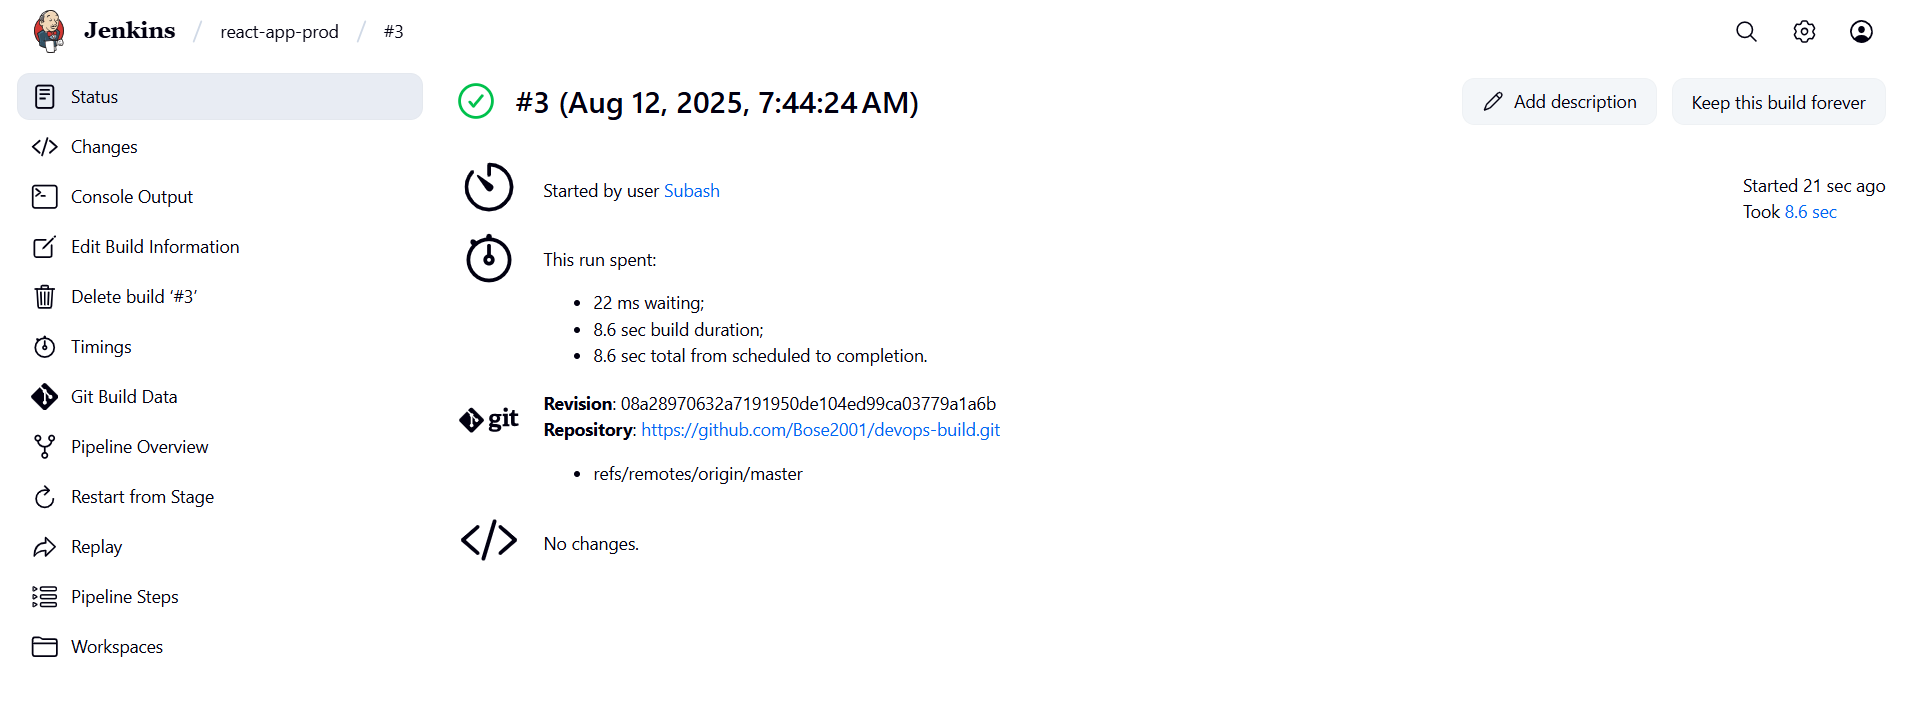 Jenkins / react-app-prod / #3
Status
Changes
Console Output
Edit Build Information
Delete build ‘#3’
Timings
Git Build Data
Pipeline Overview
Restart from Stage
Replay
Pipeline Steps
Workspaces
#3 (Aug 12, 2025, 7:44:24 AM)
Add description
Keep this build forever
Started by user Subash
Started 21 sec ago
Took 8.6 sec
This run spent:
• 22 ms waiting;
• 8.6 sec build duration;
• 8.6 sec total from scheduled to completion.
git
Revision: 08a28970632a7191950de104ed99ca03779a1a6b
Repository: https://github.com/Bose2001/devops-build.git
• refs/remotes/origin/master
No changes.